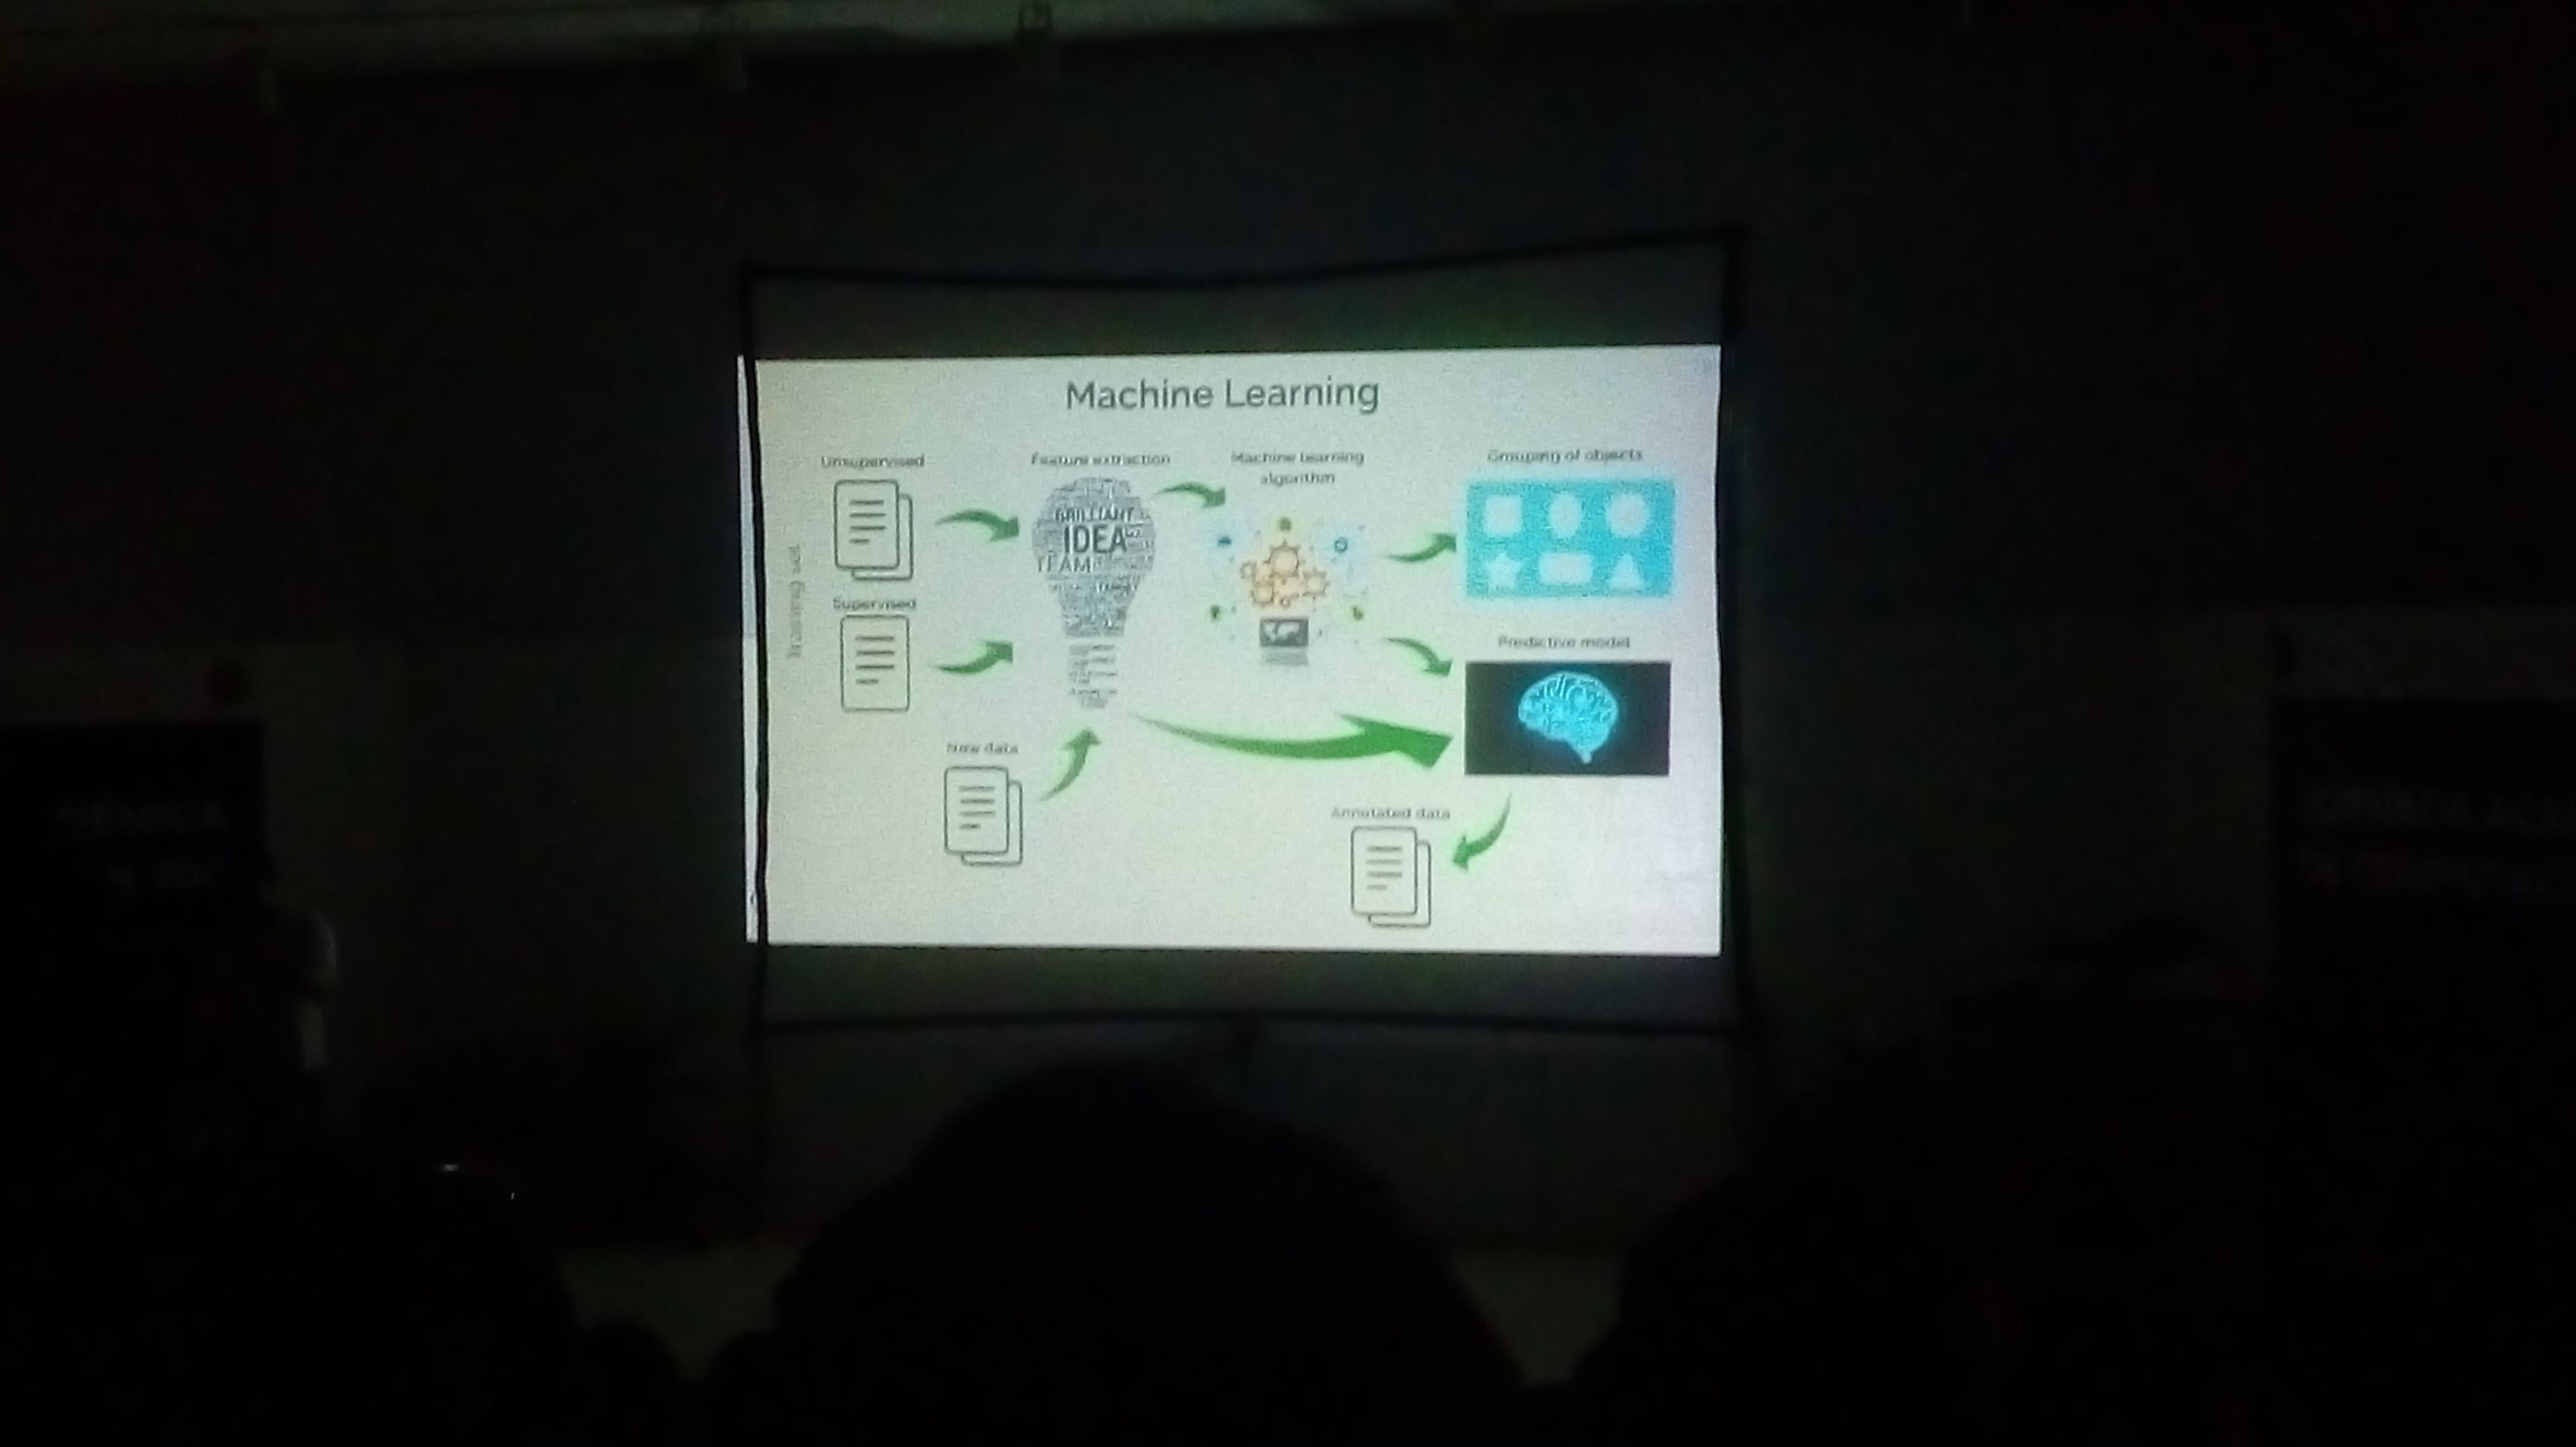 Machine Learning
Unsupervised
Feature extraction
Machine learning
algorithm
Grouping of objects
BRILLIANT
IDEA
TEAM
Training set
Supervised
Predictive model
New data
Annotated data